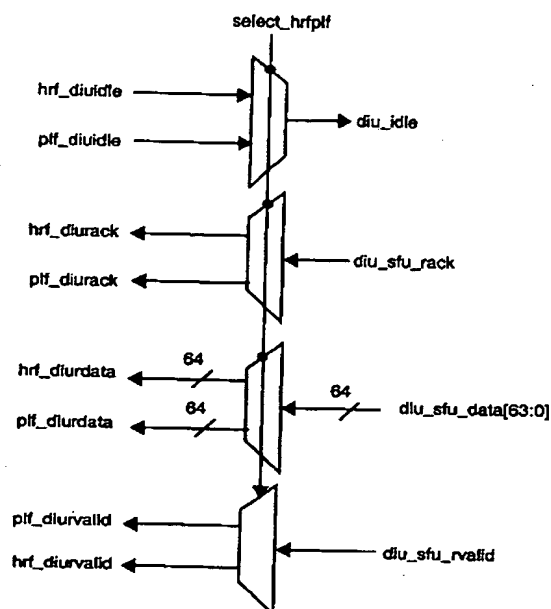 select_hrfplf
hrf_diuidle
plf_diuidle
diu_idle
hrf_diurack
plf_diurack
diu_sfu_rack
hrf_diurdata
64
plf_diurdata
64
64
diu_sfu_data[63:0]
plf_diurvalid
hrf_diurvalid
diu_sfu_rvalid